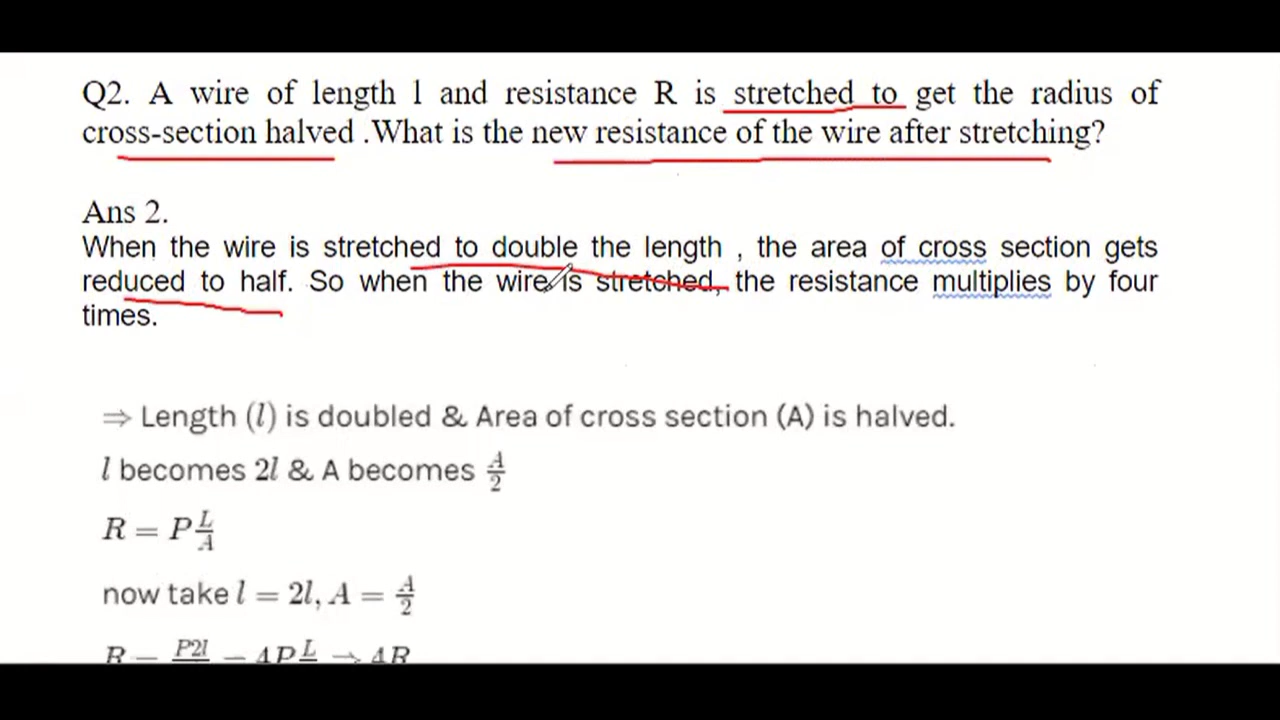 Q2. A wire of length l and resistance R is stretched to get the radius of
cross-section halved .What is the new resistance of the wire after stretching?
Ans 2.
When the wire is stretched to double the length , the area of cross section gets
reduced to half. So when the wire is stretched, the resistance multiplies by four
times.
⇒ Length (l) is doubled & Area of cross section (A) is halved.
l becomes 2l & A becomes A/2
R = P L/A
now take l = 2l, A = A/2
R = P2l = 4P L → 4R